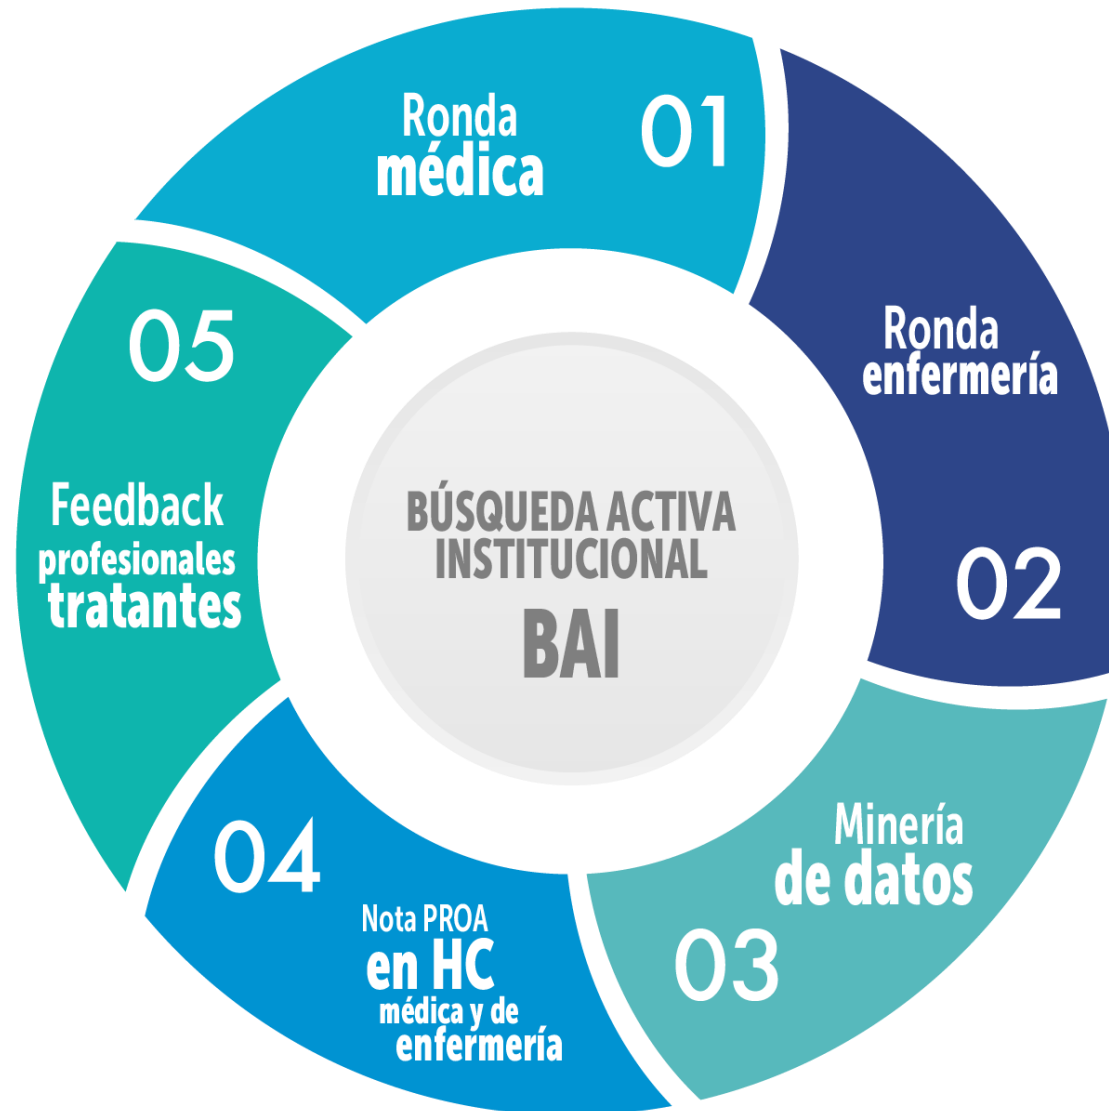 Ronda
médica
01
Ronda
enfermería
02
Minería
de datos
03
04
Nota PROA
en HC
médica y de
enfermería
05
Feedback
profesionales
tratantes
BÚSQUEDA ACTIVA
INSTITUCIONAL
BAI